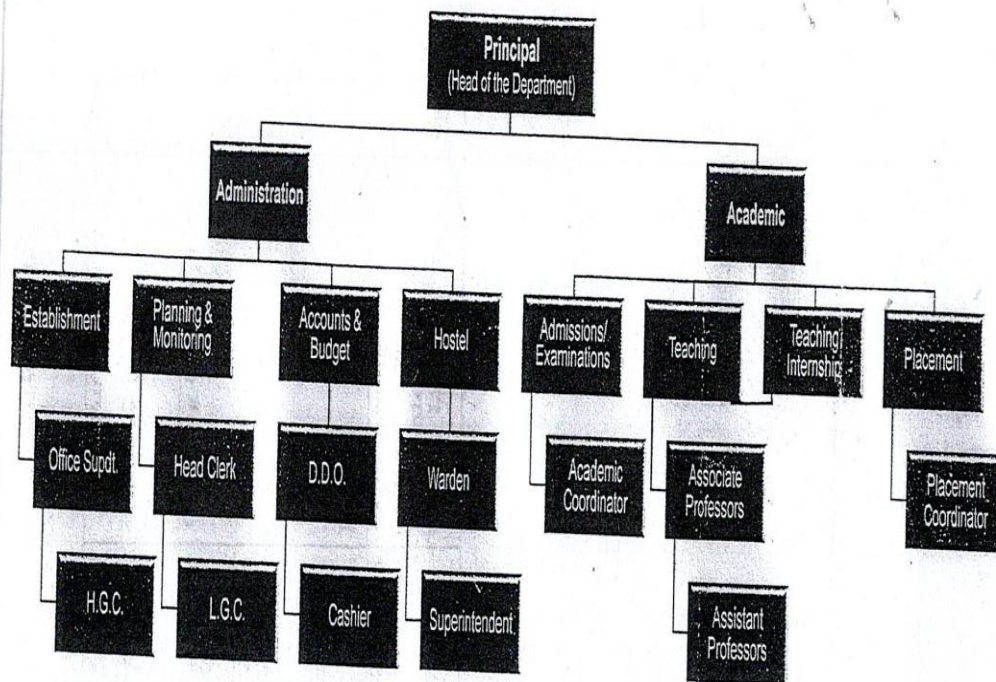 Principal
(Head of the Department)
Administration
Academic
Establishment
Planning &
Monitoring
Accounts &
Budget
Hostel
Admissions/
Examinations
Teaching
Teaching
Internship
Placement
Office Supdt.
Head Clerk
D.D.O.
Warden
Academic
Coordinator
Associate
Professors
Placement
Coordinator
H.G.C.
L.G.C.
Cashier
Superintendent
Assistant
Professors